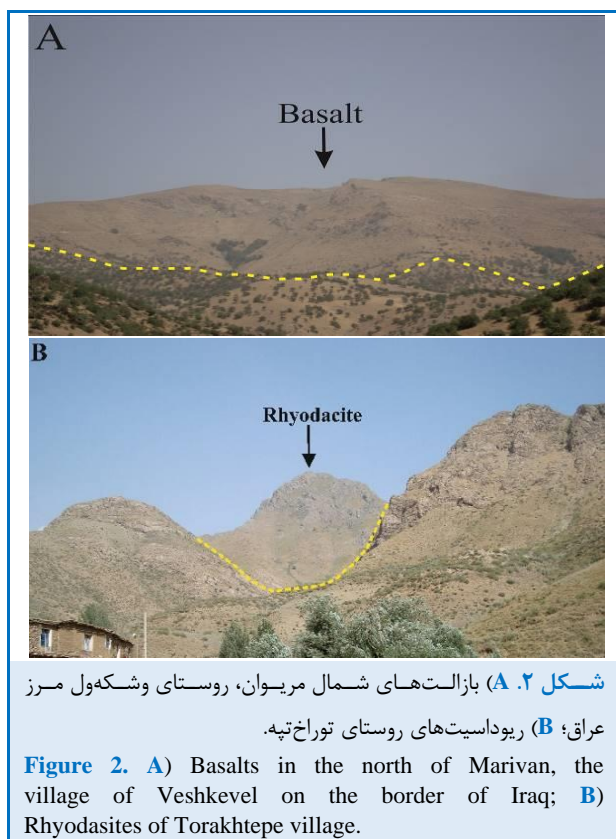 A
Basalt
B
Rhyodacite
شکل ۲. A) بازالت‌های شمال مریوان، روستای وشکه‌ول مرز
عراق؛ B) ریوداسیت‌های روستای توراخ‌تپه.
Figure 2. A) Basalts in the north of Marivan, the
village of Veshkevel on the border of Iraq; B)
Rhyodasites of Torakhtepe village.